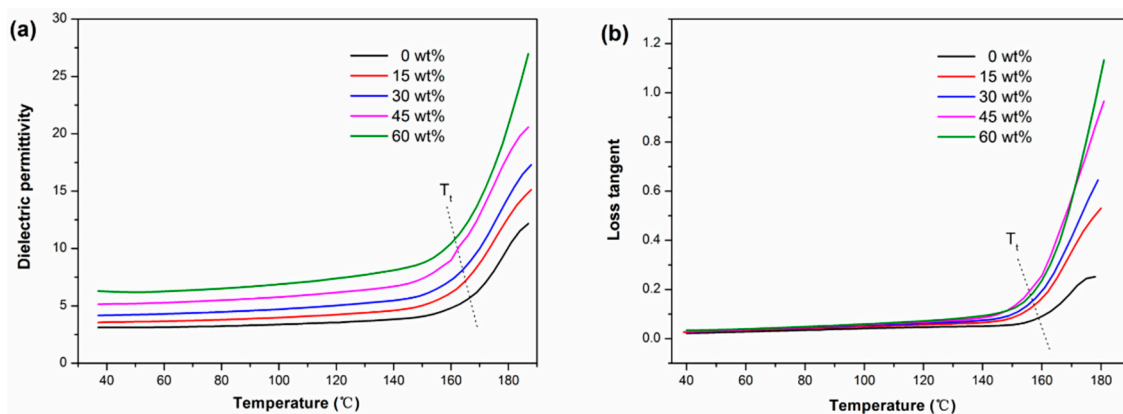 (a)
30
25
20
15
10
5
0
Dielectric permittivity
0 wt%
15 wt%
30 wt%
45 wt%
60 wt%
Tt
40 60 80 100 120 140 160 180
Temperature (℃)
(b)
1.2
1.0
0.8
0.6
0.4
0.2
0.0
Loss tangent
0 wt%
15 wt%
30 wt%
45 wt%
60 wt%
Tt
40 60 80 100 120 140 160 180
Temperature (℃)